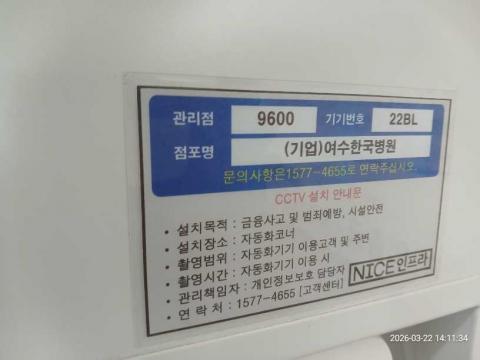 관리점 9600 기기번호 22BL
점포명 (기업)여수한국병원
문의사항은1577-4655로 연락주십시오.
CCTV 설치 안내문
• 설치목적 : 금융사고 및 범죄예방, 시설안전
• 설치장소 : 자동화코너
• 촬영범위 : 자동화기기 이용고객 및 주변
• 촬영시간 : 자동화기기 이용 시
• 관리책임자 : 개인정보보호 담당자
• 연 락 처 : 1577-4655 [고객센터]
NICE인프라
2026-03-22 14:11:34